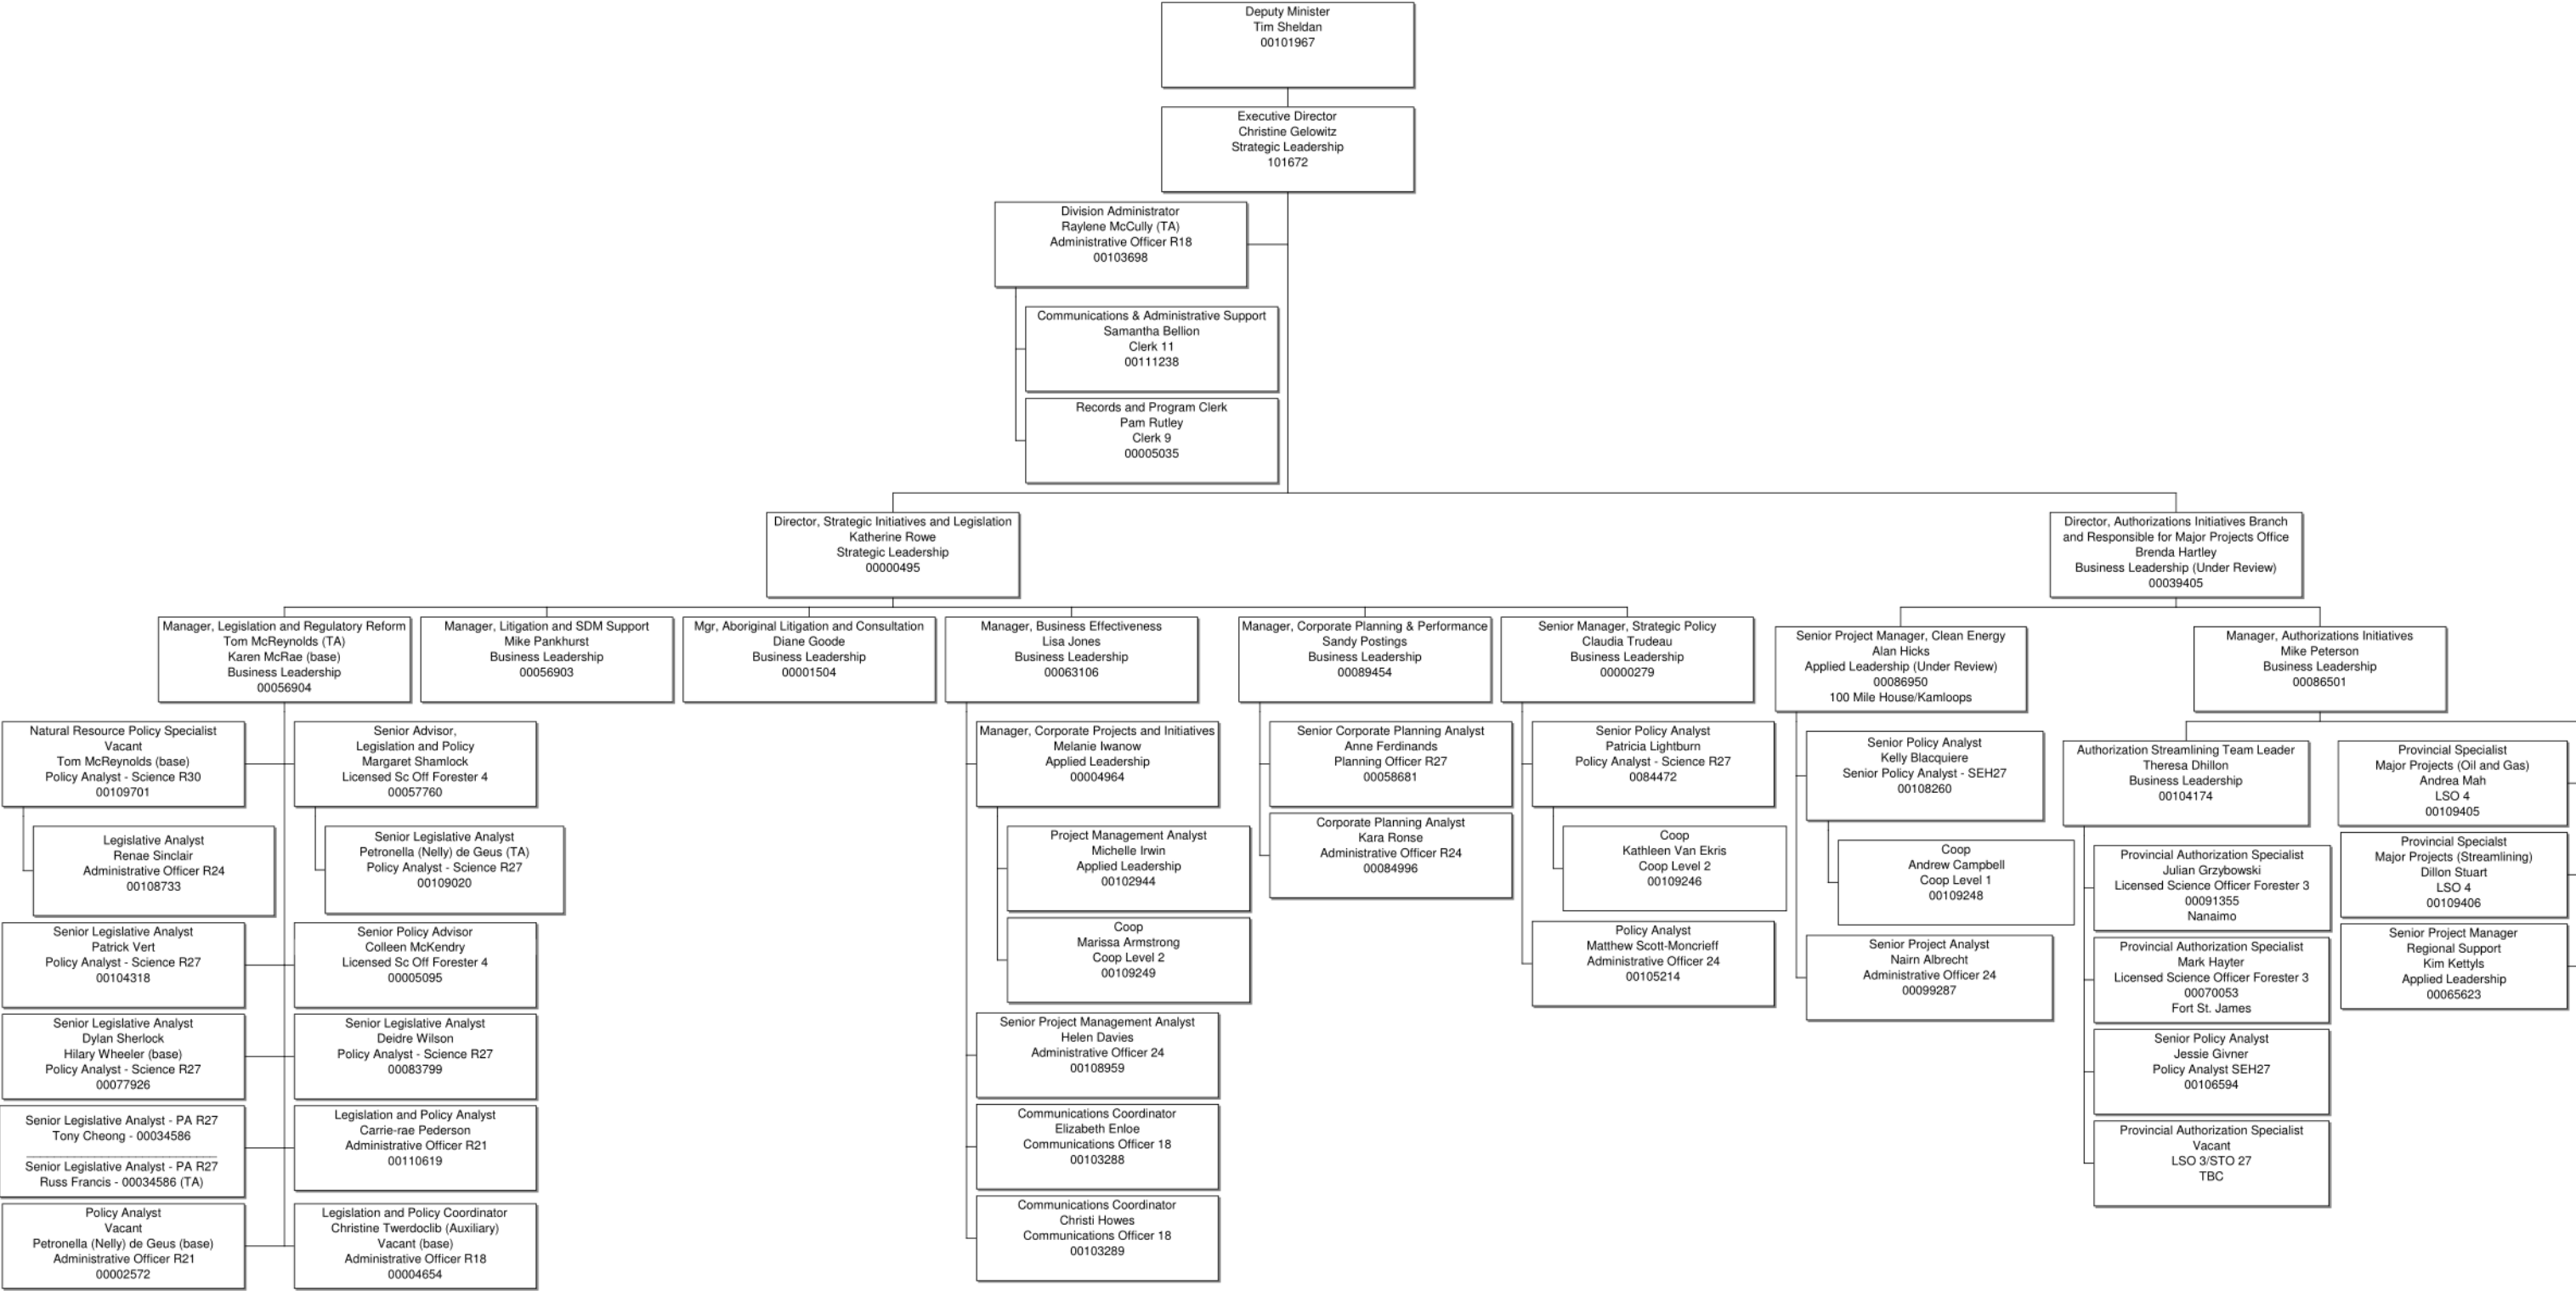 Deputy Minister
Tim Sheldan
00101967
Executive Director
Christine Gelowitz
Strategic Leadership
101672
Division Administrator
Raylene McCully (TA)
Administrative Officer R18
00103698
Communications & Administrative Support
Samantha Bellion
Clerk 11
00111238
Records and Program Clerk
Pam Rutley
Clerk 9
00005035
Director, Strategic Initiatives and Legislation
Katherine Rowe
Strategic Leadership
00000495
Director, Authorizations Initiatives Branch
and Responsible for Major Projects Office
Brenda Hartley
Business Leadership (Under Review)
00039405
Manager, Legislation and Regulatory Reform
Tom McReynolds (TA)
Karen McRae (base)
Business Leadership
00056904
Manager, Litigation and SDM Support
Mike Pankhurst
Business Leadership
00056903
Mgr, Aboriginal Litigation and Consultation
Diane Goode
Business Leadership
00001504
Manager, Business Effectiveness
Lisa Jones
Business Leadership
00063106
Manager, Corporate Planning & Performance
Sandy Postings
Business Leadership
00089454
Senior Manager, Strategic Policy
Claudia Trudeau
Business Leadership
00000279
Senior Project Manager, Clean Energy
Alan Hicks
Applied Leadership (Under Review)
00086950
100 Mile House/Kamloops
Manager, Authorizations Initiatives
Mike Peterson
Business Leadership
00086501
Natural Resource Policy Specialist
Vacant
Tom McReynolds (base)
Policy Analyst - Science R30
00109701
Legislative Analyst
Renae Sinclair
Administrative Officer R24
00108733
Senior Legislative Analyst
Patrick Vert
Policy Analyst - Science R27
00104318
Senior Legislative Analyst
Dylan Sherlock
Hilary Wheeler (base)
Policy Analyst - Science R27
00077926
Senior Legislative Analyst - PA R27
Tony Cheong - 00034586
Senior Legislative Analyst - PA R27
Russ Francis - 00034586 (TA)
Policy Analyst
Vacant
Petronella (Nelly) de Geus (base)
Administrative Officer R21
00002572
Senior Advisor,
Legislation and Policy
Margaret Shamlock
Licensed Sc Off Forester 4
00057760
Senior Legislative Analyst
Petronella (Nelly) de Geus (TA)
Policy Analyst - Science R27
00109020
Senior Policy Advisor
Colleen McKendry
Licensed Sc Off Forester 4
00005095
Senior Legislative Analyst
Deidre Wilson
Policy Analyst - Science R27
00083799
Legislation and Policy Analyst
Carrie-rae Pederson
Administrative Officer R21
00110619
Legislation and Policy Coordinator
Christine Twerdoclib (Auxiliary)
Vacant (base)
Administrative Officer R18
00004654
Manager, Corporate Projects and Initiatives
Melanie Iwanow
Applied Leadership
00004964
Project Management Analyst
Michelle Irwin
Applied Leadership
00102944
Coop
Marissa Armstrong
Coop Level 2
00109249
Senior Project Management Analyst
Helen Davies
Administrative Officer 24
00108959
Communications Coordinator
Elizabeth Enloe
Communications Officer 18
00103288
Communications Coordinator
Christi Howes
Communications Officer 18
00103289
Senior Corporate Planning Analyst
Anne Ferdinands
Planning Officer R27
00058681
Corporate Planning Analyst
Kara Ronse
Administrative Officer R24
00084996
Senior Policy Analyst
Patricia Lightburn
Policy Analyst - Science R27
0084472
Coop
Kathleen Van Ekris
Coop Level 2
00109246
Policy Analyst
Matthew Scott-Moncrieff
Administrative Officer 24
00105214
Senior Policy Analyst
Kelly Blacquiere
Senior Policy Analyst - SEH27
00108260
Coop
Andrew Campbell
Coop Level 1
00109248
Senior Project Analyst
Nairn Albrecht
Administrative Officer 24
00099287
Authorization Streamlining Team Leader
Theresa Dhillon
Business Leadership
00104174
Provincial Authorization Specialist
Julian Grzybowski
Licensed Science Officer Forester 3
00091355
Nanaimo
Provincial Authorization Specialist
Mark Hayter
Licensed Science Officer Forester 3
00070053
Fort St. James
Senior Policy Analyst
Jessie Givner
Policy Analyst SEH27
00106594
Provincial Authorization Specialist
Vacant
LSO 3/STO 27
TBC
Provincial Specialist
Major Projects (Oil and Gas)
Andrea Mah
LSO 4
00109405
Provincial Specialst
Major Projects (Streamlining)
Dillon Stuart
LSO 4
00109406
Senior Project Manager
Regional Support
Kim Kettyls
Applied Leadership
00065623